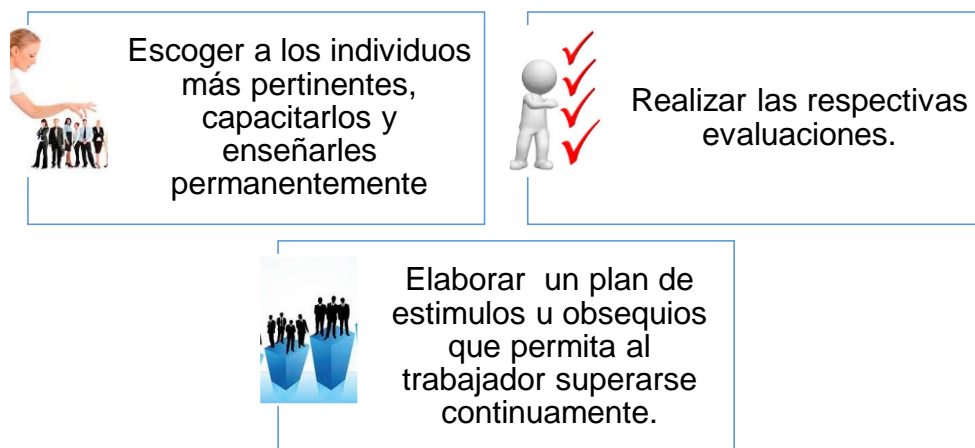 Escoger a los individuos
más pertinentes,
capacitarlos y
enseñarles
permanentemente
Realizar las respectivas
evaluaciones.
Elaborar un plan de
estimulos u obsequios
que permita al
trabajador superarse
continuamente.